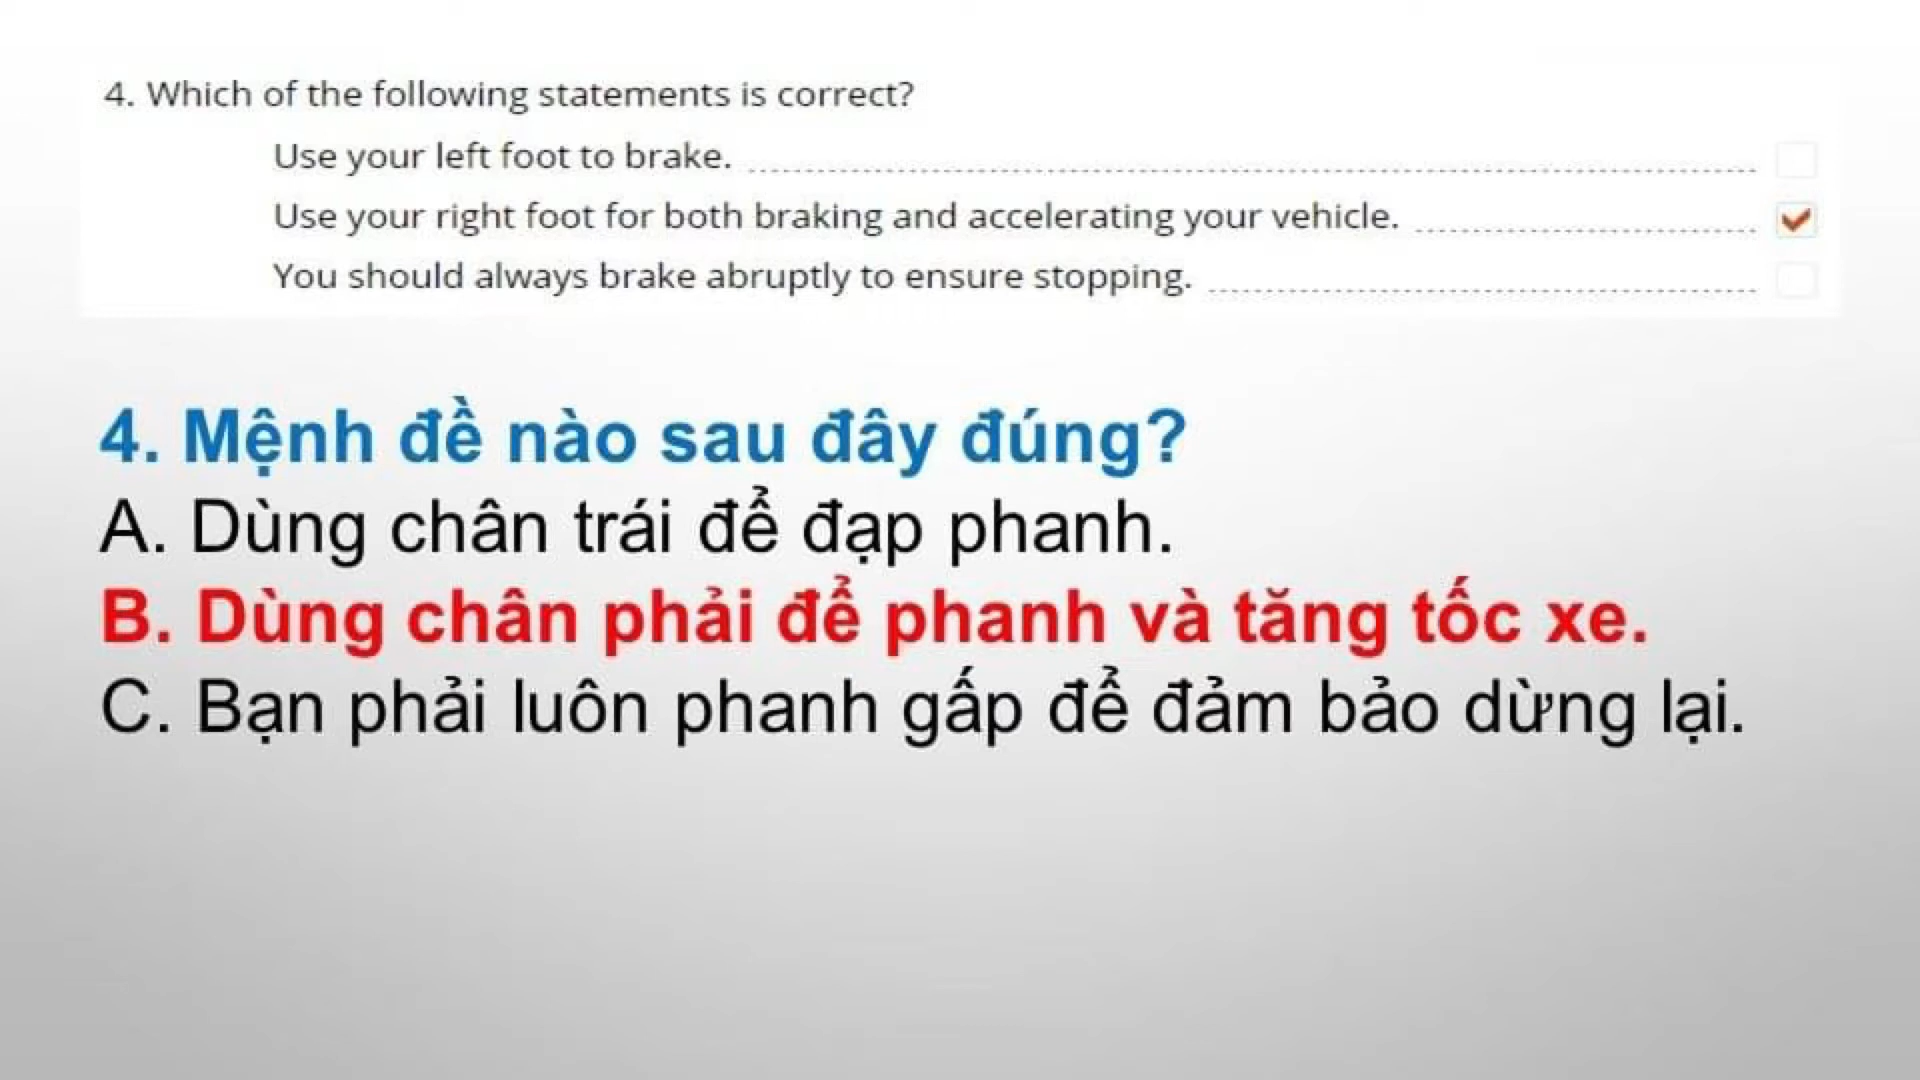 4. Which of the following statements is correct?
Use your left foot to brake.
Use your right foot for both braking and accelerating your vehicle.
You should always brake abruptly to ensure stopping.
4. Mệnh đề nào sau đây đúng?
A. Dùng chân trái để đạp phanh.
B. Dùng chân phải để phanh và tăng tốc xe.
C. Bạn phải luôn phanh gấp để đảm bảo dừng lại.